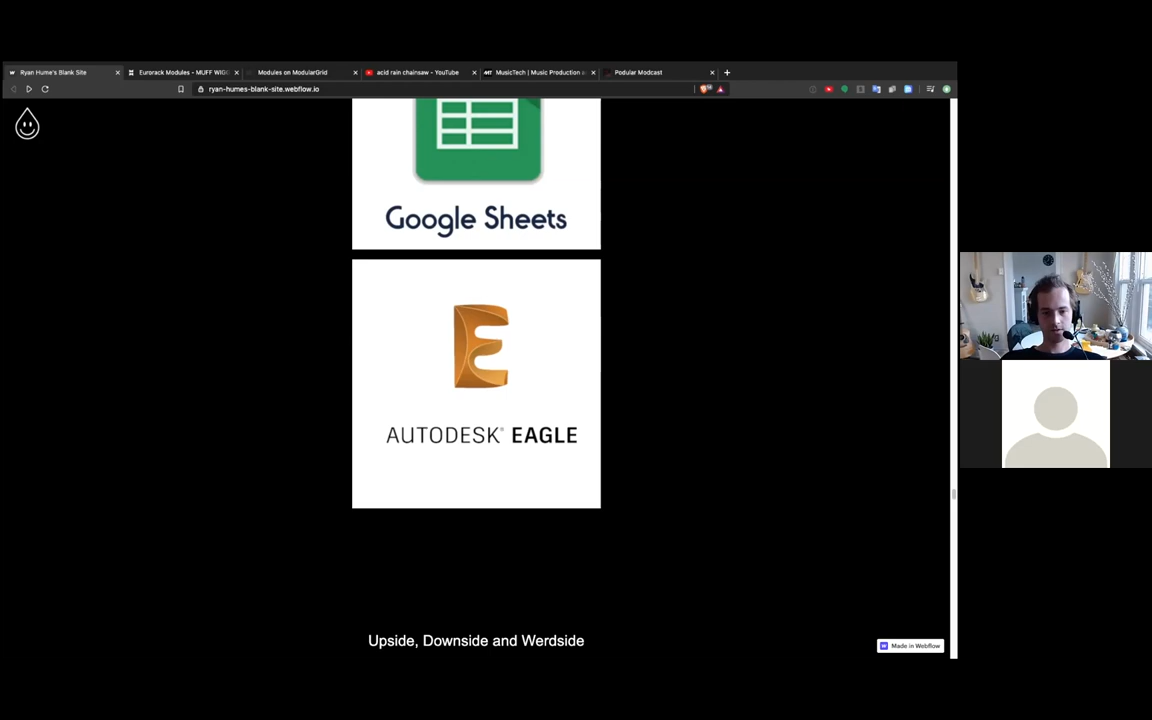 Ryan Hume's Blank Site
Eurorack Modules - MUFF WIG
Modules on ModularGrid
acid rain chainsaw - YouTube
MusicTech | Music Production a
Podular Modcast
ryan-humes-blank-site.webflow.io
Google Sheets
E
AUTODESK® EAGLE
Upside, Downside and Werdside
Made in Webflow